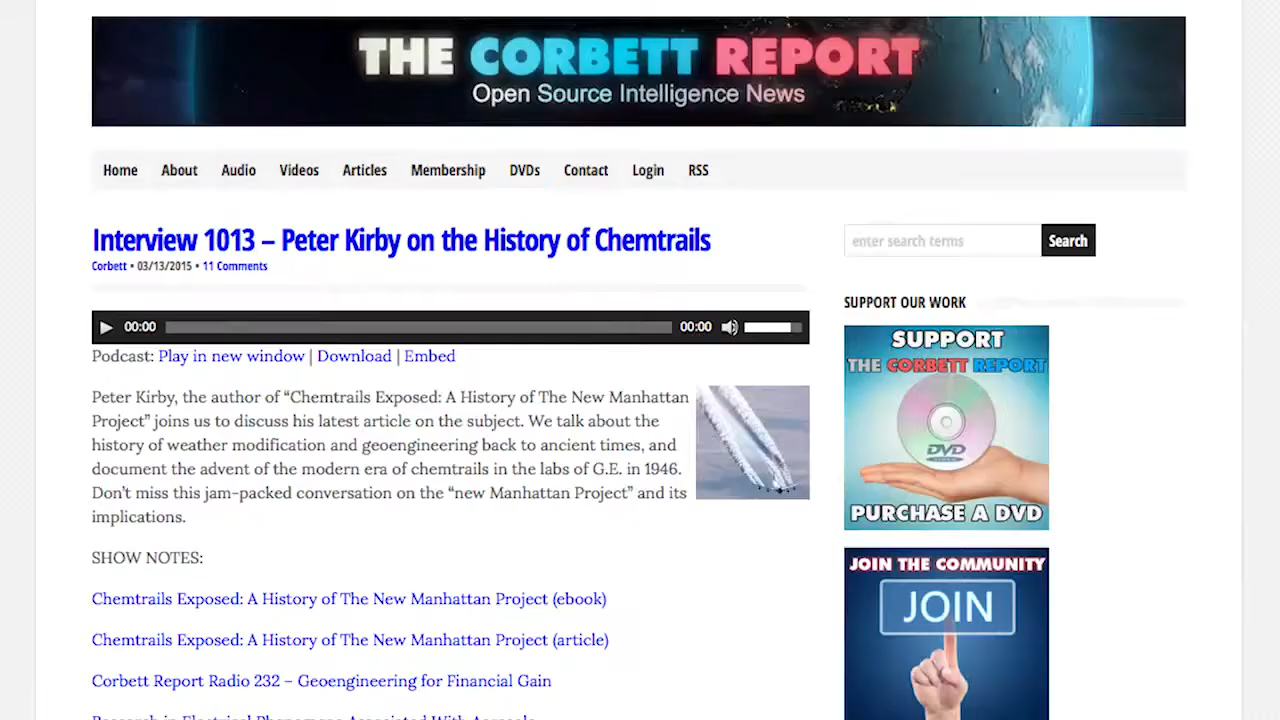 THE CORBETT REPORT
Open Source Intelligence News
Home About Audio Videos Articles Membership DVDs Contact Login RSS
Interview 1013 – Peter Kirby on the History of Chemtrails
Corbett • 03/13/2015 • 11 Comments
00:00 00:00
Podcast: Play in new window | Download | Embed
Peter Kirby, the author of “Chemtrails Exposed: A History of The New Manhattan
Project” joins us to discuss his latest article on the subject. We talk about the
history of weather modification and geoengineering back to ancient times, and
document the advent of the modern era of chemtrails in the labs of G.E. in 1946.
Don’t miss this jam-packed conversation on the “new Manhattan Project” and its
implications.
SHOW NOTES:
Chemtrails Exposed: A History of The New Manhattan Project (ebook)
Chemtrails Exposed: A History of The New Manhattan Project (article)
Corbett Report Radio 232 – Geoengineering for Financial Gain
Research in Electrical Phenomena Associated With Aerosols
enter search terms Search
SUPPORT OUR WORK
SUPPORT
THE CORBETT REPORT
DVD
VIDEO
PURCHASE A DVD
JOIN THE COMMUNITY
JOIN